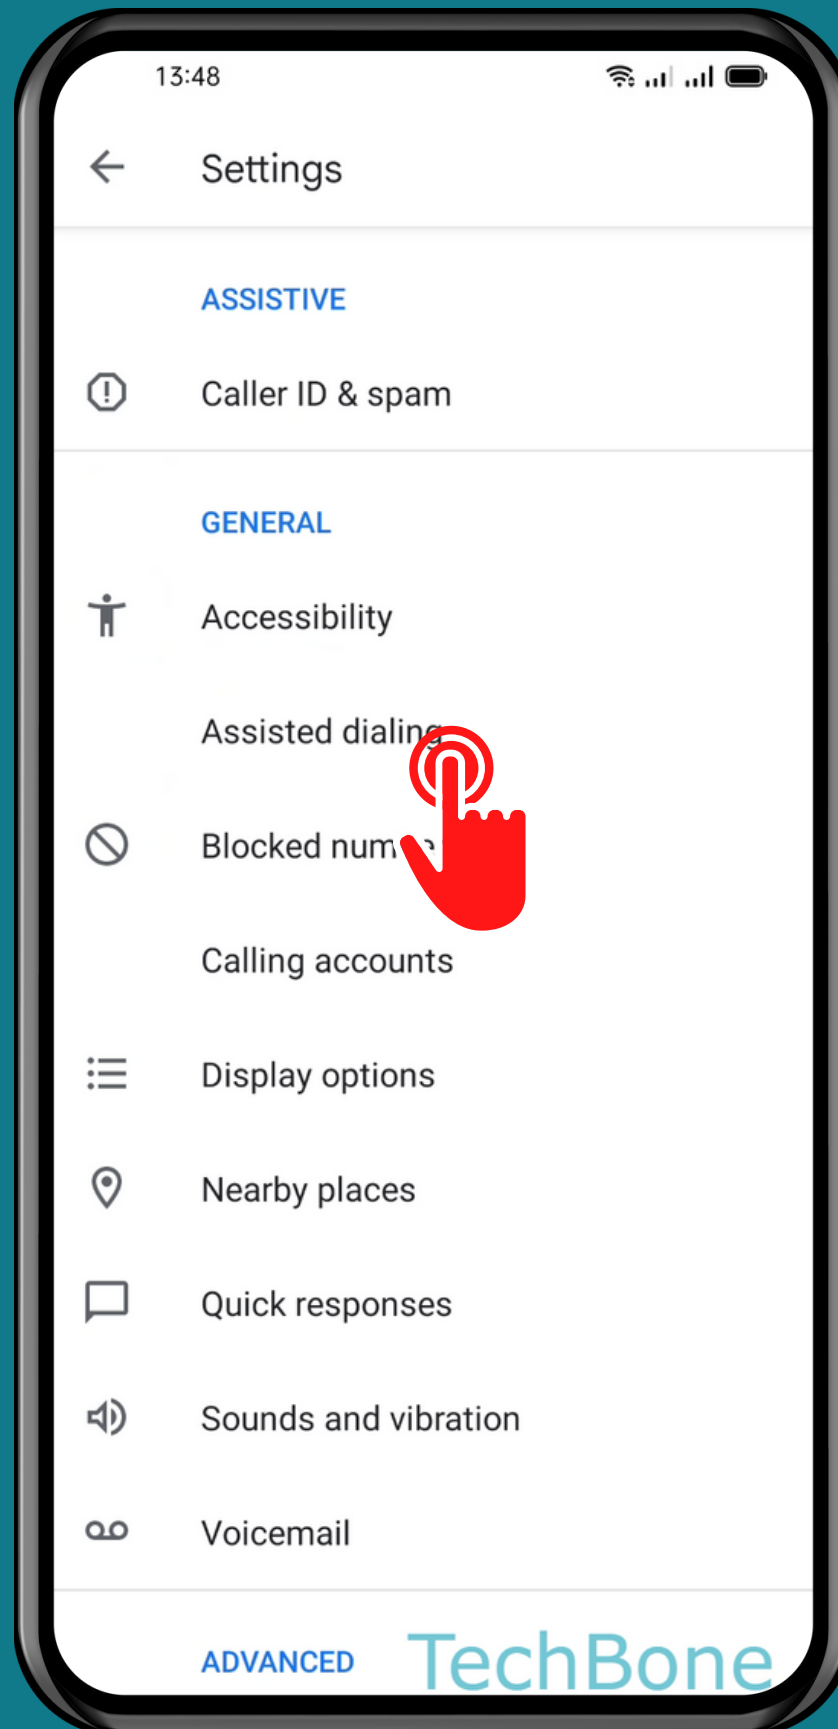 13:48
Settings
ASSISTIVE
Caller ID & spam
GENERAL
Accessibility
Assisted dialing
Blocked
Calling accounts
Display options
Nearby places
Quick responses
Sounds and vibration
Voicemail
ADVANCED
TechBone